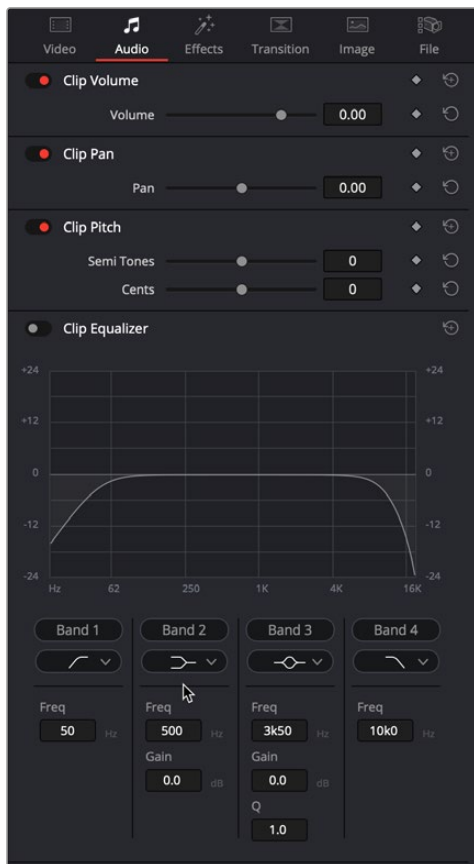 Video Audio Effects Transition Image File
Clip Volume
Volume 0.00
Clip Pan
Pan 0.00
Clip Pitch
Semi Tones 0
Cents 0
Clip Equalizer
+24 +24
+12 +12
0 0
-12 -12
-24 -24
Hz 62 250 1K 4K 16K
Band 1 Band 2 Band 3 Band 4
Freq Freq Freq Freq
50 Hz 500 Hz 3k50 Hz 10k0 Hz
Gain Gain
0.0 dB 0.0 dB
Q
1.0